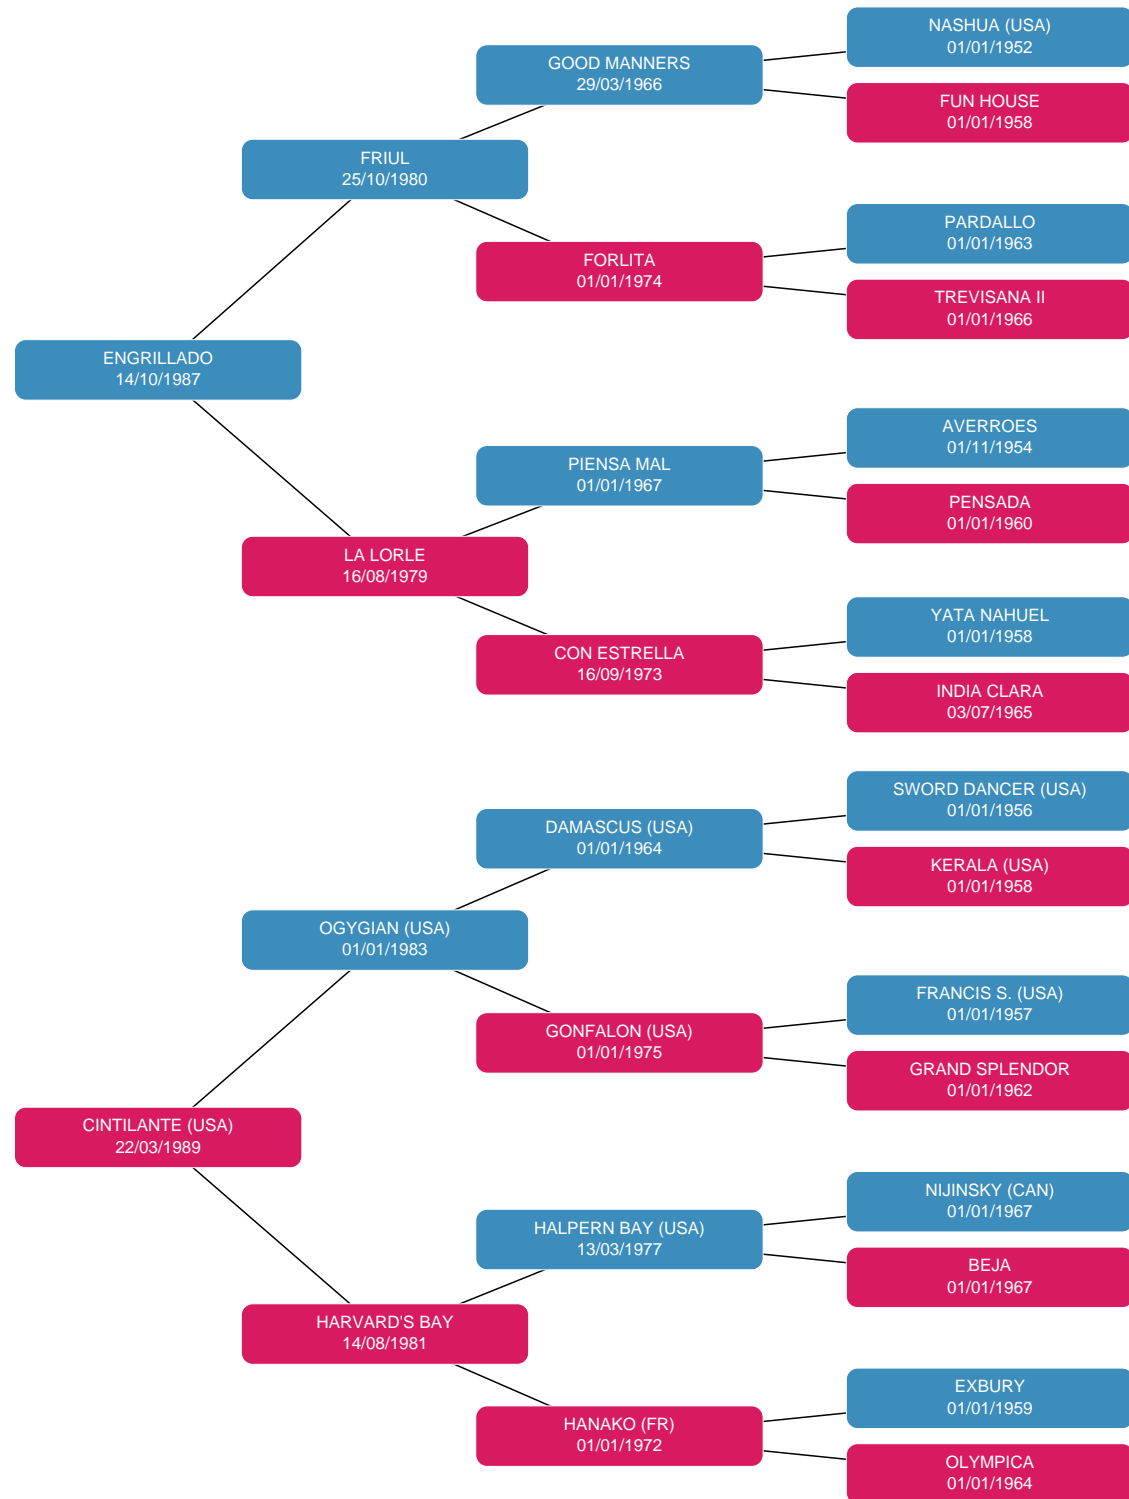 NASHUA (USA)
01/01/1952
GOOD MANNERS
29/03/1966
FUN HOUSE
01/01/1958
FRIUL
25/10/1980
PARDALLO
01/01/1963
FORLITA
01/01/1974
TREVISANA II
01/01/1966
ENGRILLADO
14/10/1987
AVERROES
01/11/1954
PIENSA MAL
01/01/1967
PENSADA
01/01/1960
LA LORLE
16/08/1979
YATA NAHUEL
01/01/1958
CON ESTRELLA
16/09/1973
INDIA CLARA
03/07/1965
SWORD DANCER (USA)
01/01/1956
DAMASCUS (USA)
01/01/1964
KERALA (USA)
01/01/1958
OGYGIAN (USA)
01/01/1983
FRANCIS S. (USA)
01/01/1957
GONFALON (USA)
01/01/1975
GRAND SPLENDOR
01/01/1962
CINTILANTE (USA)
22/03/1989
NIJINSKY (CAN)
01/01/1967
HALPERN BAY (USA)
13/03/1977
BEJA
01/01/1967
HARVARD'S BAY
14/08/1981
EXBURY
01/01/1959
HANAKO (FR)
01/01/1972
OLYMPICA
01/01/1964